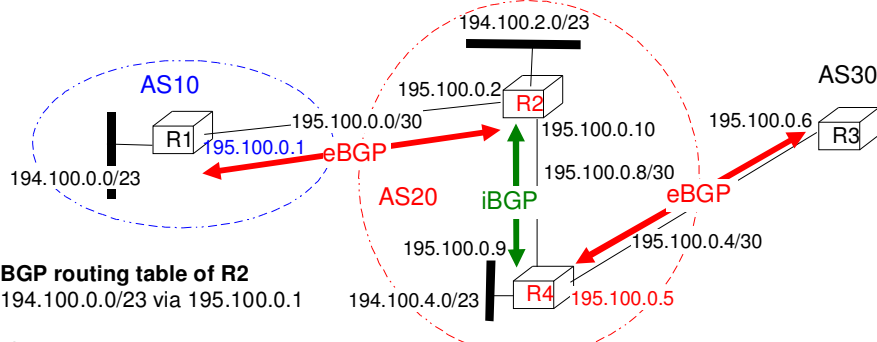 194.100.2.0/23
AS10
AS30
195.100.0.2
R2
195.100.0.6
195.100.0.0/30
R1
195.100.0.10
R3
195.100.0.1
eBGP
194.100.0.0/23
195.100.0.8/30
AS20
iBGP
eBGP
195.100.0.9
195.100.0.4/30
BGP routing table of R2
194.100.0.0/23 via 195.100.0.1
194.100.4.0/23
R4
195.100.0.5